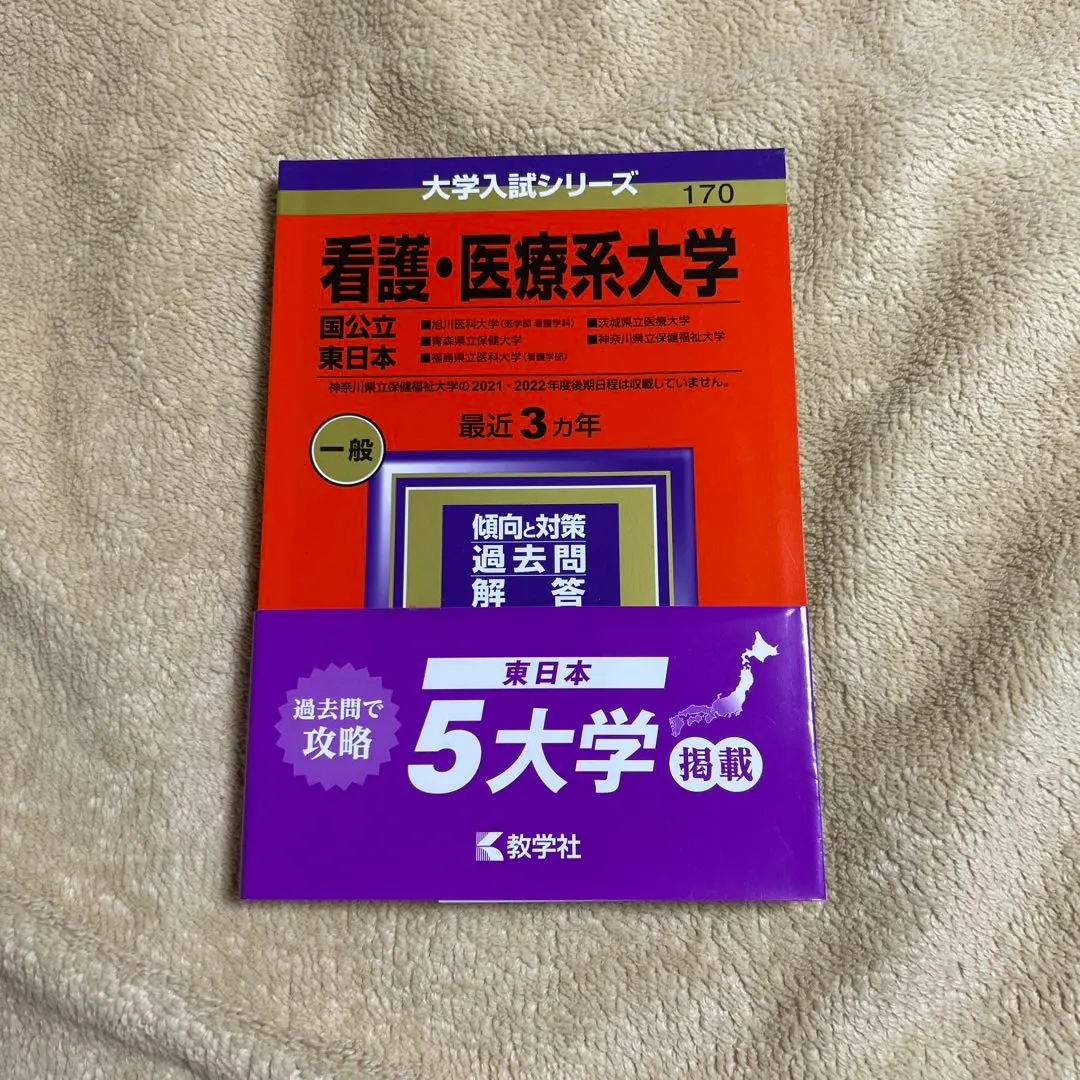 大学入試シリーズ
170
看護・医療系大学
国公立
東日本
■旭川医科大学(医学部 看護学科)
■青森県立保健大学
■福島県立医科大学(看護学部)
■茨城県立医療大学
■神奈川県立保健福祉大学
神奈川県立保健福祉大学の2021・2022年度後期日程は収載していません。
最近3カ年
一般
傾向と対策
過去問
解答
過去問で
攻略
東日本
5大学
掲載
教学社